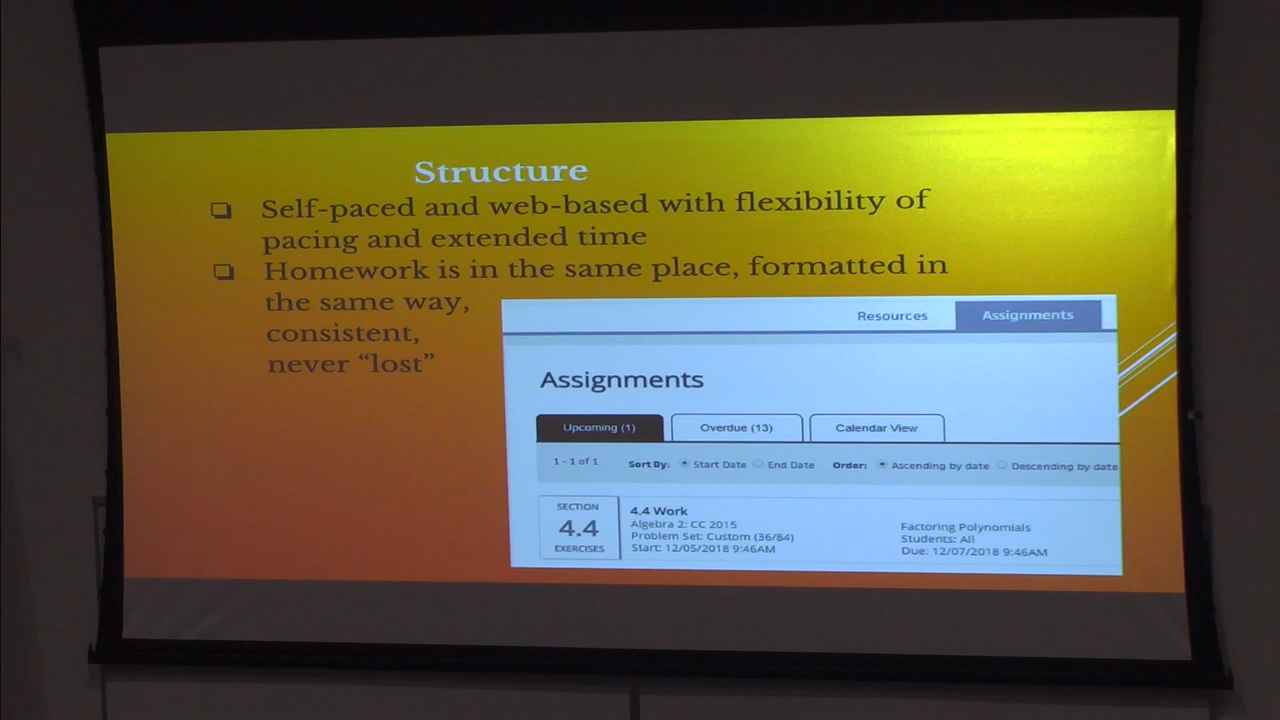 Structure
❑ Self-paced and web-based with flexibility of
pacing and extended time
❑ Homework is in the same place, formatted in
the same way,
consistent,
never “lost”
Resources Assignments
Assignments
Upcoming (1) Overdue (13) Calendar View
1 - 1 of 1 Sort By: Start Date End Date Order: Ascending by date Descending by date
SECTION
4.4
EXERCISES
4.4 Work
Algebra 2: CC 2015
Problem Set: Custom (36/84)
Start: 12/05/2018 9:46AM
Factoring Polynomials
Students: All
Due: 12/07/2018 9:46AM